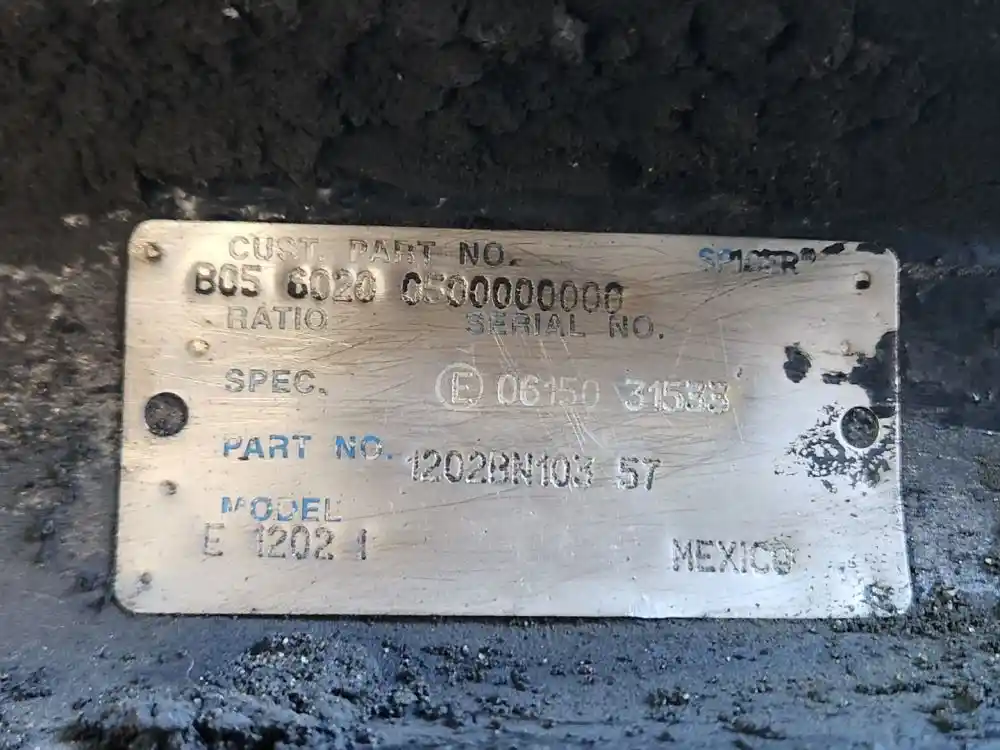 CUST. PART NO.
B05 6020 0500000000
RATIO SERIAL NO.
SPEC. E 06150 31533
PART NO. 1202BN103 57
MODEL
E 1202 I
MEXICO